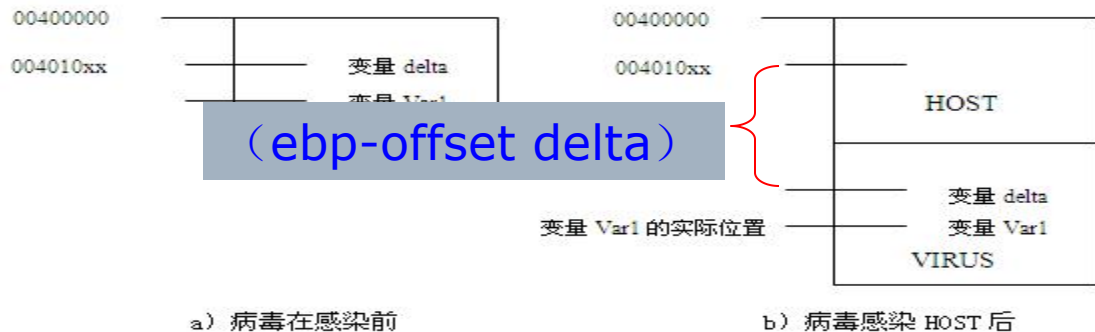 00400000
004010xx
变量 delta
变量 Var1
（ebp-offset delta）
a）病毒在感染前
00400000
004010xx
HOST
变量 delta
变量 Var1 的实际位置
变量 Var1
VIRUS
b）病毒感染 HOST 后